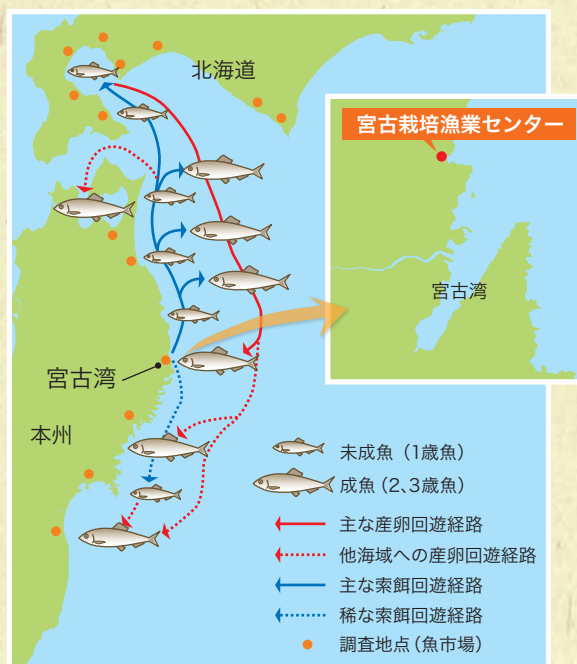 北海道
宮古栽培漁業センター
宮古湾
宮古湾
本州
未成魚（1歳魚）
成魚（2、3歳魚）
主な産卵回遊経路
他海域への産卵回遊経路
主な索餌回遊経路
稀な索餌回遊経路
調査地点（魚市場）